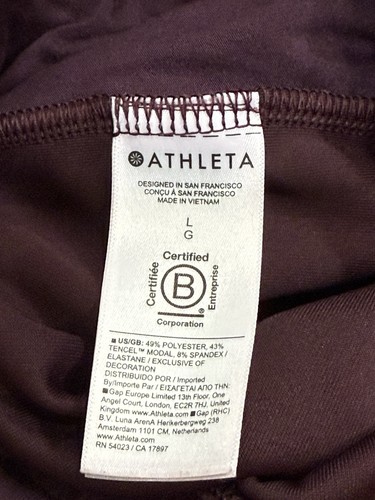 ATHLETA
DESIGNED IN SAN FRANCISCO
CONÇU À SAN FRANCISCO
MADE IN VIETNAM
L
G
Certified
Certifiée
B
Entreprise
Corporation
US/GB: 49% POLYESTER, 43%
TENCEL™ MODAL, 8% SPANDEX /
ELASTANE / EXCLUSIVE OF
DECORATION
DISTRIBUIDO POR / Imported
By/Importe Par / ΕΙΣΑΓΕΤΑΙ ΑΠΟ ΤΗΝ:
Gap Europe Limited 13th Floor, One
Angel Court, London, EC2R 7HJ, United
Kingdom www.Athleta.com Gap (RHC)
B.V. Luna ArenA Herikerbergweg 238
Amsterdam 1101 CM, Netherlands
www.Athleta.com
RN 54023 / CA 17897